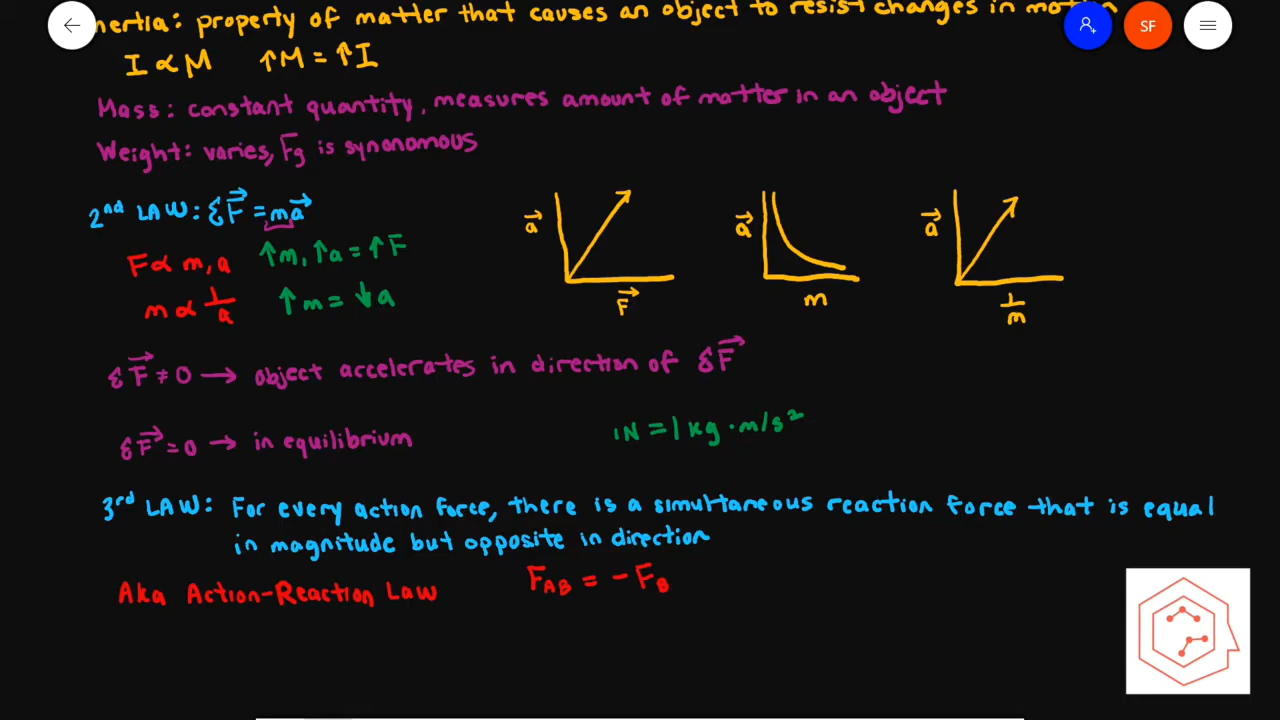 nertia: property of matter that causes an object to resist changes in motion
SF
I ∝ M ↑M = ↑I
Mass: constant quantity, measures amount of matter in an object
Weight: varies, Fg is synonomous
2nd LAW: ΣF⃗ = ma⃗
F ∝ m, a ↑m, ↑a = ↑F
m ∝ 1/a ↑m = ↓a
a⃗ F⃗
a⃗ m
a⃗ 1/m
ΣF⃗ ≠ 0 → object accelerates in direction of ΣF⃗
ΣF⃗ = 0 → in equilibrium
1N = 1 kg · m/s²
3rd LAW: For every action force, there is a simultaneous reaction force that is equal
in magnitude but opposite in direction
Aka Action-Reaction Law
F_AB = -F_B